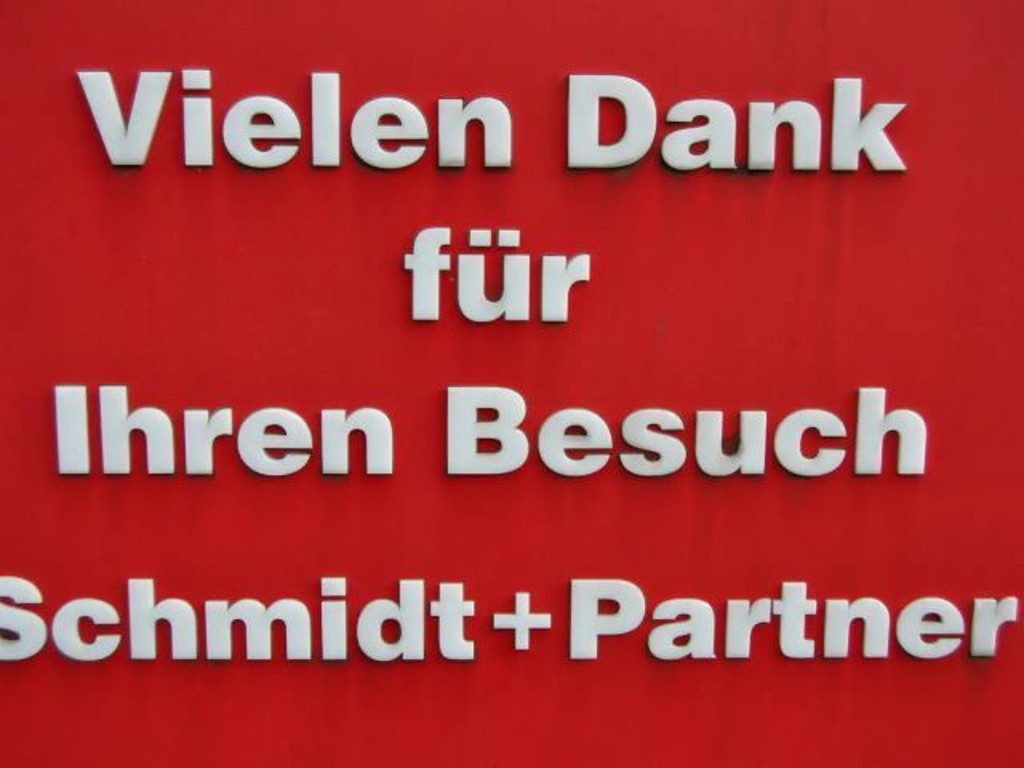 Vielen Dank
für
Ihren Besuch
Schmidt+Partner